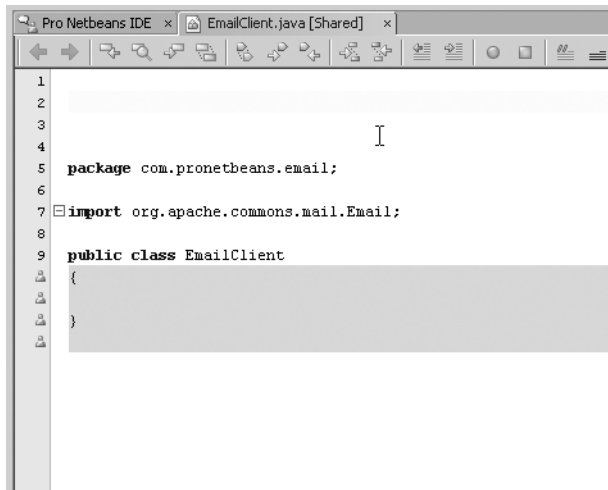 Pro Netbeans IDE x EmailClient.java [Shared] x
1
2
3
4
5 package com.pronetbeans.email;
6
7 import org.apache.commons.mail.Email;
8
9 public class EmailClient
{
}